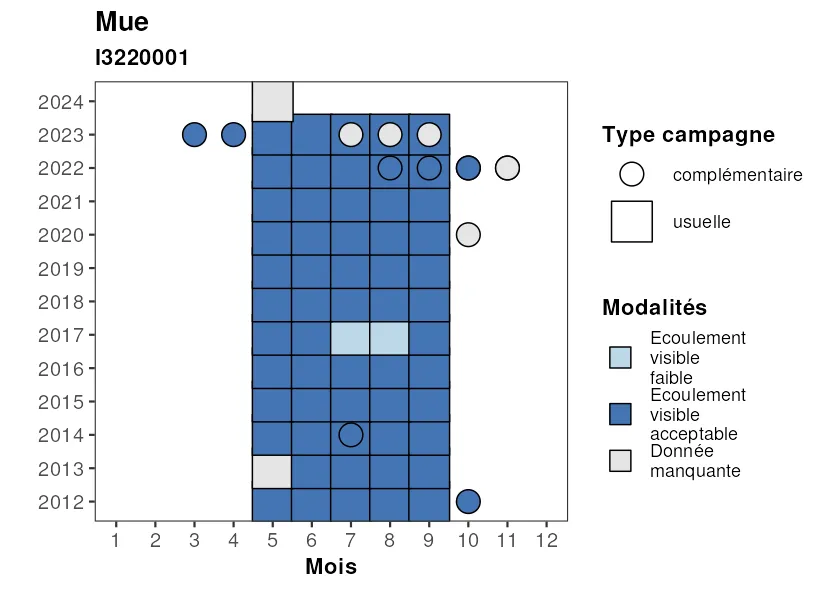 Mue
I3220001
2024
2023
2022
2021
2020
2019
2018
2017
2016
2015
2014
2013
2012
1 2 3 4 5 6 7 8 9 10 11 12
Mois
Type campagne
complémentaire
usuelle
Modalités
Ecoulement
visible
faible
Ecoulement
visible
acceptable
Donnée
manquante